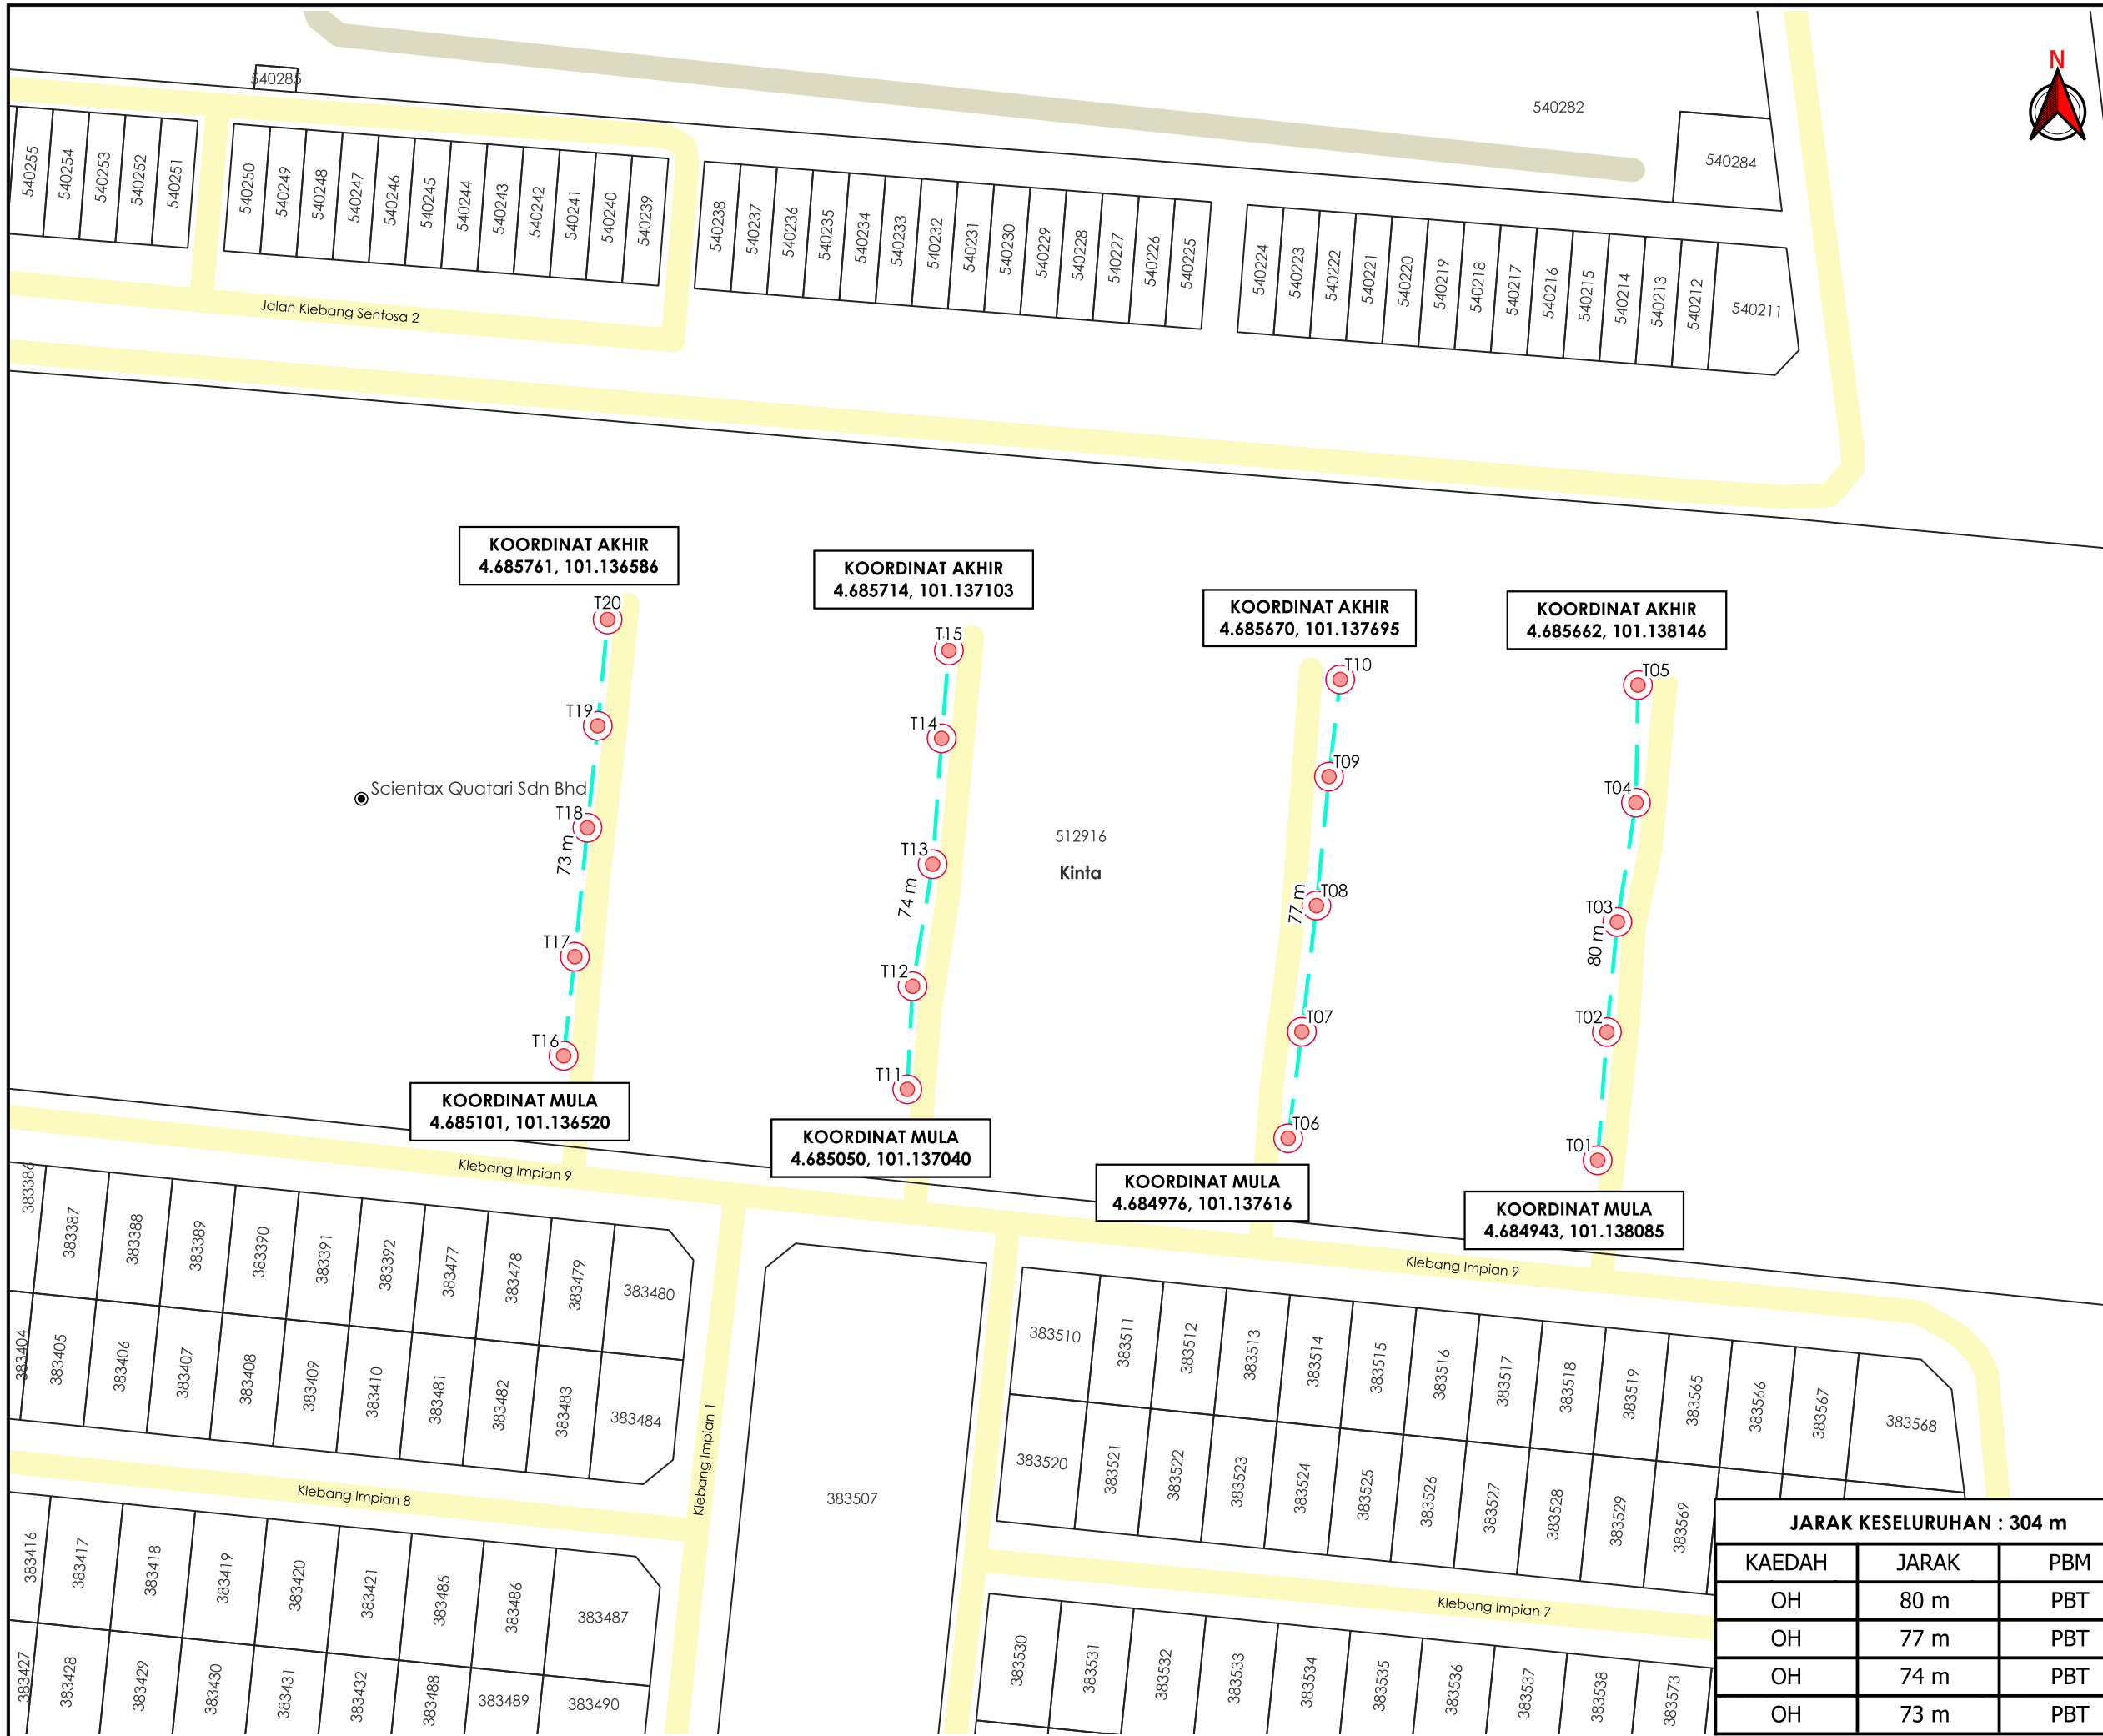 N
540285
540282
540284
540255
540254
540253
540252
540251
540250
540249
540248
540247
540246
540245
540244
540243
540242
540241
540240
540239
540238
540237
540236
540235
540234
540233
540232
540231
540230
540229
540228
540227
540226
540225
540224
540223
540222
540221
540220
540219
540218
540217
540216
540215
540214
540213
540212
540211
Jalan Klebang Sentosa 2
KOORDINAT AKHIR
4.685761, 101.136586
KOORDINAT AKHIR
4.685714, 101.137103
KOORDINAT AKHIR
4.685670, 101.137695
KOORDINAT AKHIR
4.685662, 101.138146
T20
T19
T18
73 m
T17
T16
T15
T14
T13
74 m
T12
T11
T10
T09
T08
77 m
T07
T06
T05
T04
T03
80 m
T02
T01
Scientax Quatari Sdn Bhd
512916
Kinta
KOORDINAT MULA
4.685101, 101.136520
KOORDINAT MULA
4.685050, 101.137040
KOORDINAT MULA
4.684976, 101.137616
KOORDINAT MULA
4.684943, 101.138085
Klebang Impian 9
Klebang Impian 9
383386
383387
383388
383389
383390
383391
383392
383477
383478
383479
383480
383404
383405
383406
383407
383408
383409
383410
383481
383482
383483
383484
Klebang Impian 1
Klebang Impian 8
383507
383510
383511
383512
383513
383514
383515
383516
383517
383518
383519
383565
383566
383567
383568
383520
383521
383522
383523
383524
383525
383526
383527
383528
383529
383569
383416
383417
383418
383419
383420
383421
383485
383486
383487
383427
383428
383429
383430
383431
383432
383488
383489
383490
Klebang Impian 7
383530
383531
383532
383533
383534
383535
383536
383537
383538
383573
JARAK KESELURUHAN : 304 m
KAEDAH JARAK PBM
OH 80 m PBT
OH 77 m PBT
OH 74 m PBT
OH 73 m PBT